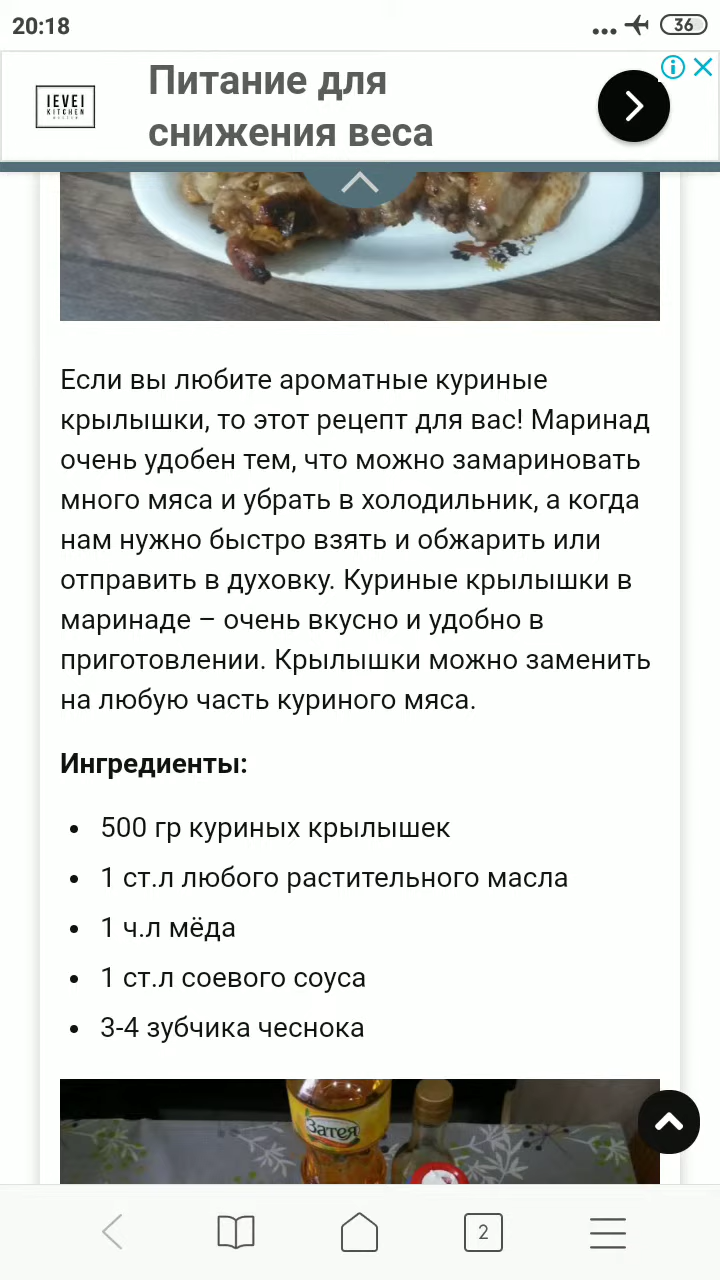 20:18
36
Питание для
снижения веса
KITCHEN
Если вы любите ароматные куриные
крылышки, то этот рецепт для вас! Маринад
очень удобен тем, что можно замариновать
много мяса и убрать в холодильник, а когда
нам нужно быстро взять и обжарить или
отправить в духовку. Куриные крылышки в
маринаде – очень вкусно и удобно в
приготовлении. Крылышки можно заменить
на любую часть куриного мяса.
Ингредиенты:
500 гр куриных крылышек
1 ст.л любого растительного масла
1 ч.л мёда
1 ст.л соевого соуса
3-4 зубчика чеснока
Затея
2